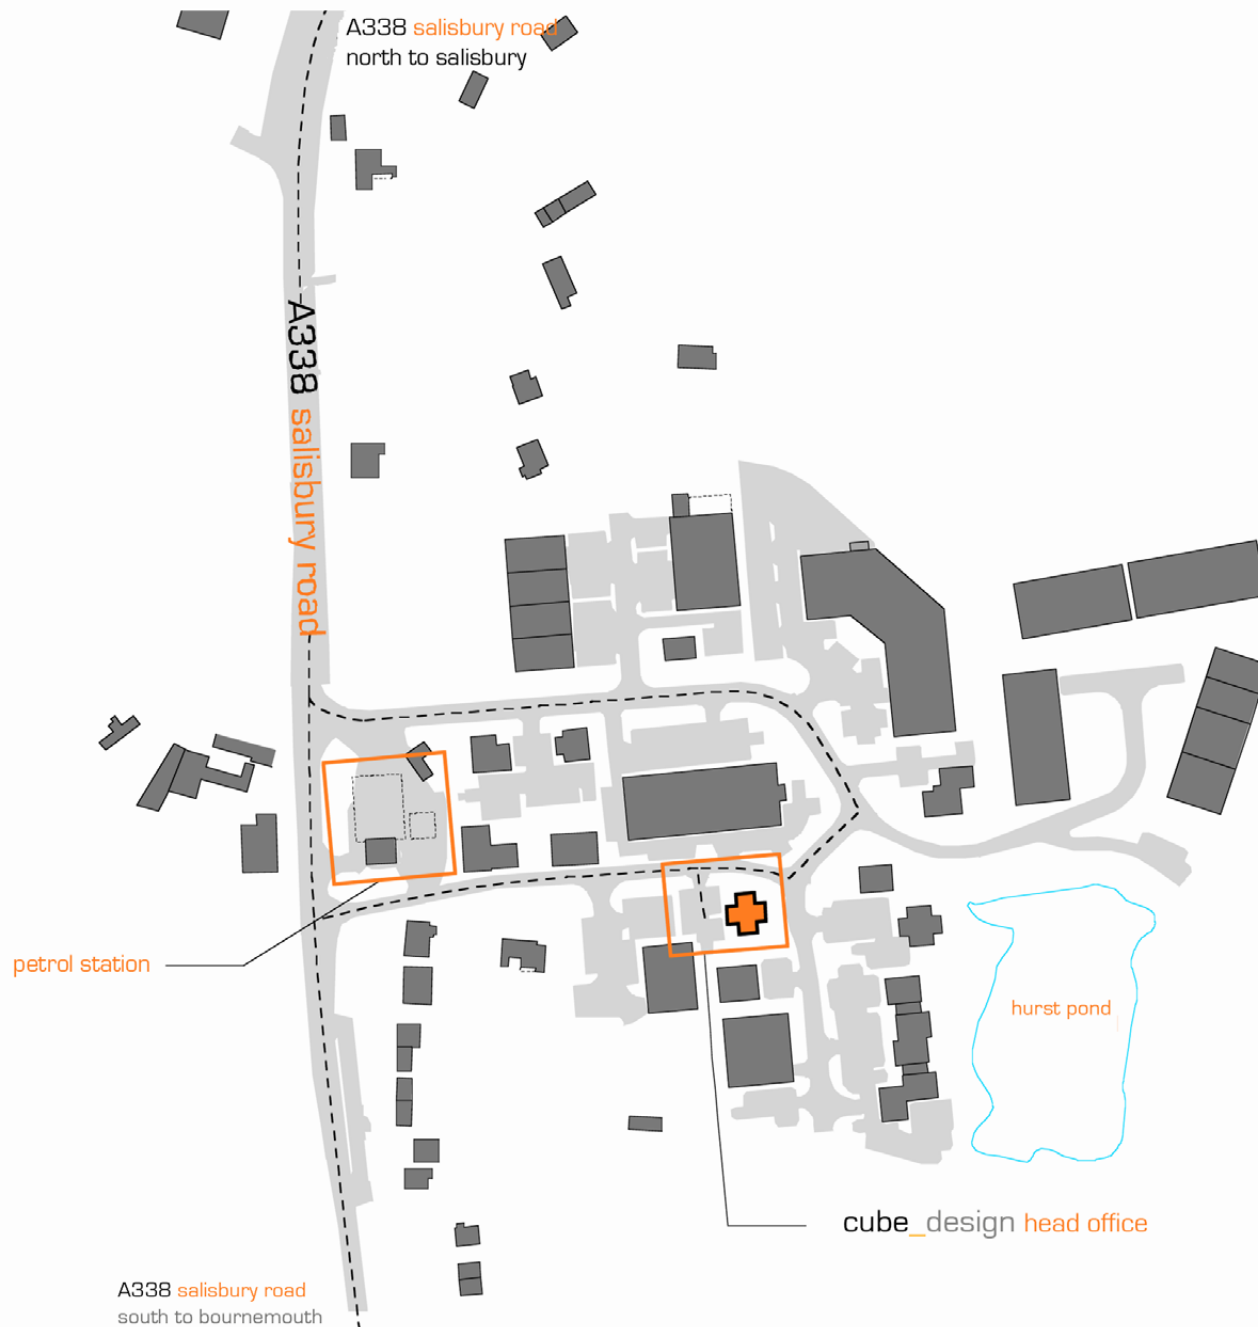 A338 salisbury road
north to salisbury
A338 salisbury road
petrol station
hurst pond
cube_design head office
A338 salisbury road
south to bournemouth